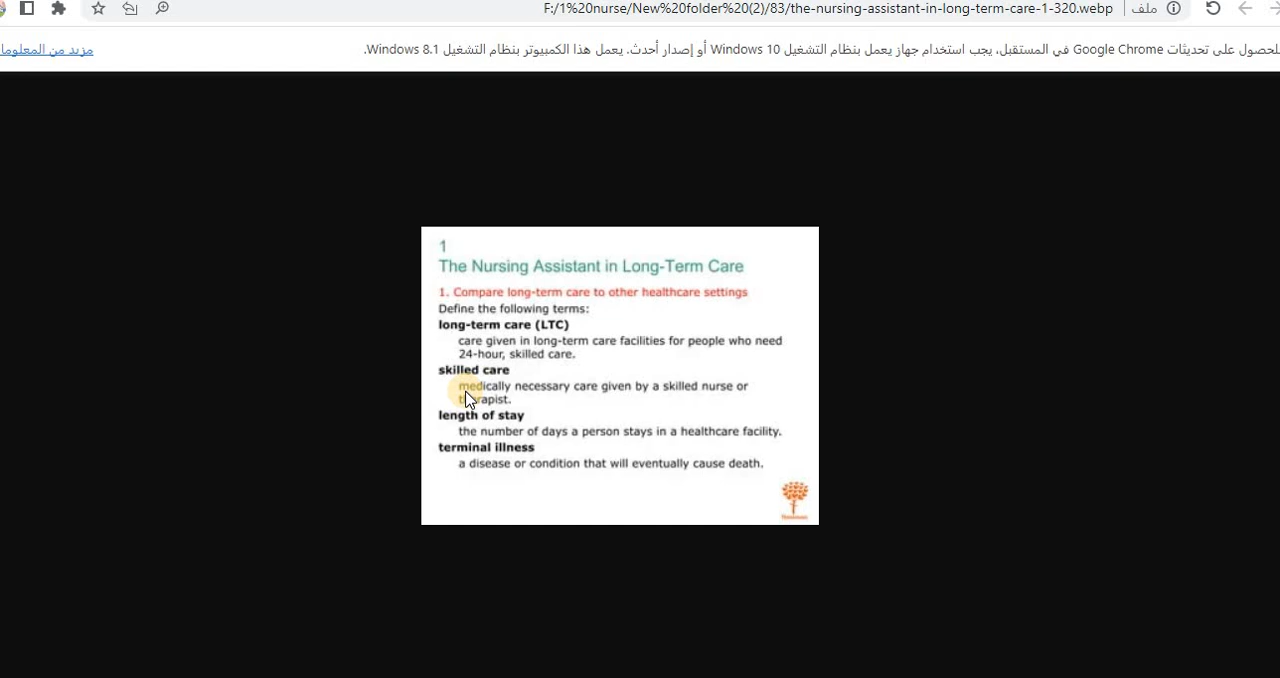 F:/1%20nurse/New%20folder%20(2)/83/the-nursing-assistant-in-long-term-care-1-320.webp
ملف
للحصول على تحديثات Google Chrome في المستقبل، يجب استخدام جهاز يعمل بنظام التشغيل Windows 10 أو إصدار أحدث. يعمل هذا الكمبيوتر بنظام التشغيل Windows 8.1.
مزيد من المعلومات
1
The Nursing Assistant in Long-Term Care
1. Compare long-term care to other healthcare settings
Define the following terms:
long-term care (LTC)
care given in long-term care facilities for people who need
24-hour, skilled care.
skilled care
medically necessary care given by a skilled nurse or
therapist.
length of stay
the number of days a person stays in a healthcare facility.
terminal illness
a disease or condition that will eventually cause death.